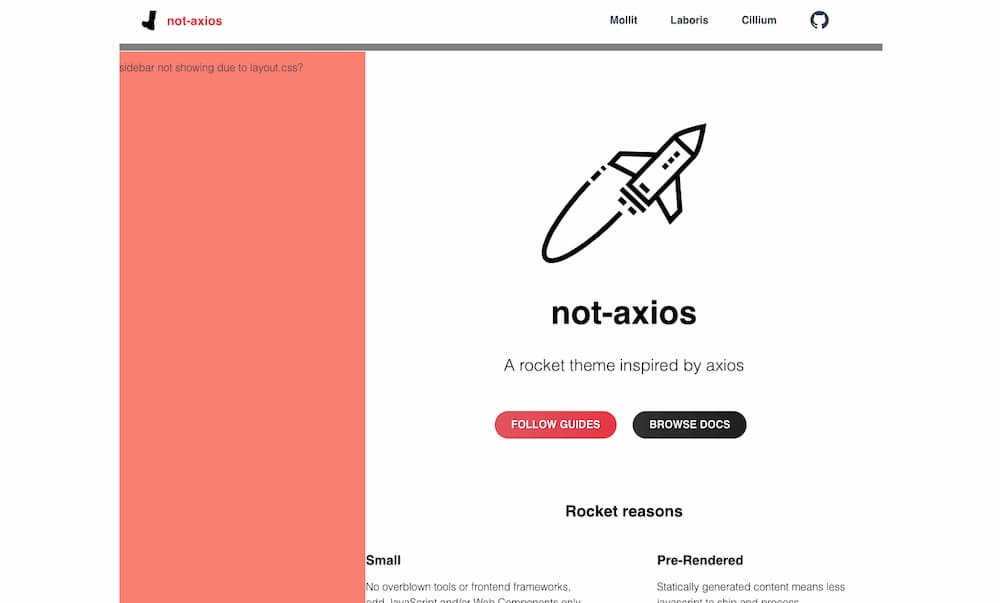 not-axios
Mollit
Laboris
Cillium
sidebar not showing due to layout.css?
not-axios
A rocket theme inspired by axios
FOLLOW GUIDES
BROWSE DOCS
Rocket reasons
Small
No overblown tools or frontend frameworks,
add JavaScript and/or Web Components only
Pre-Rendered
Statically generated content means less
javascript to ship and process